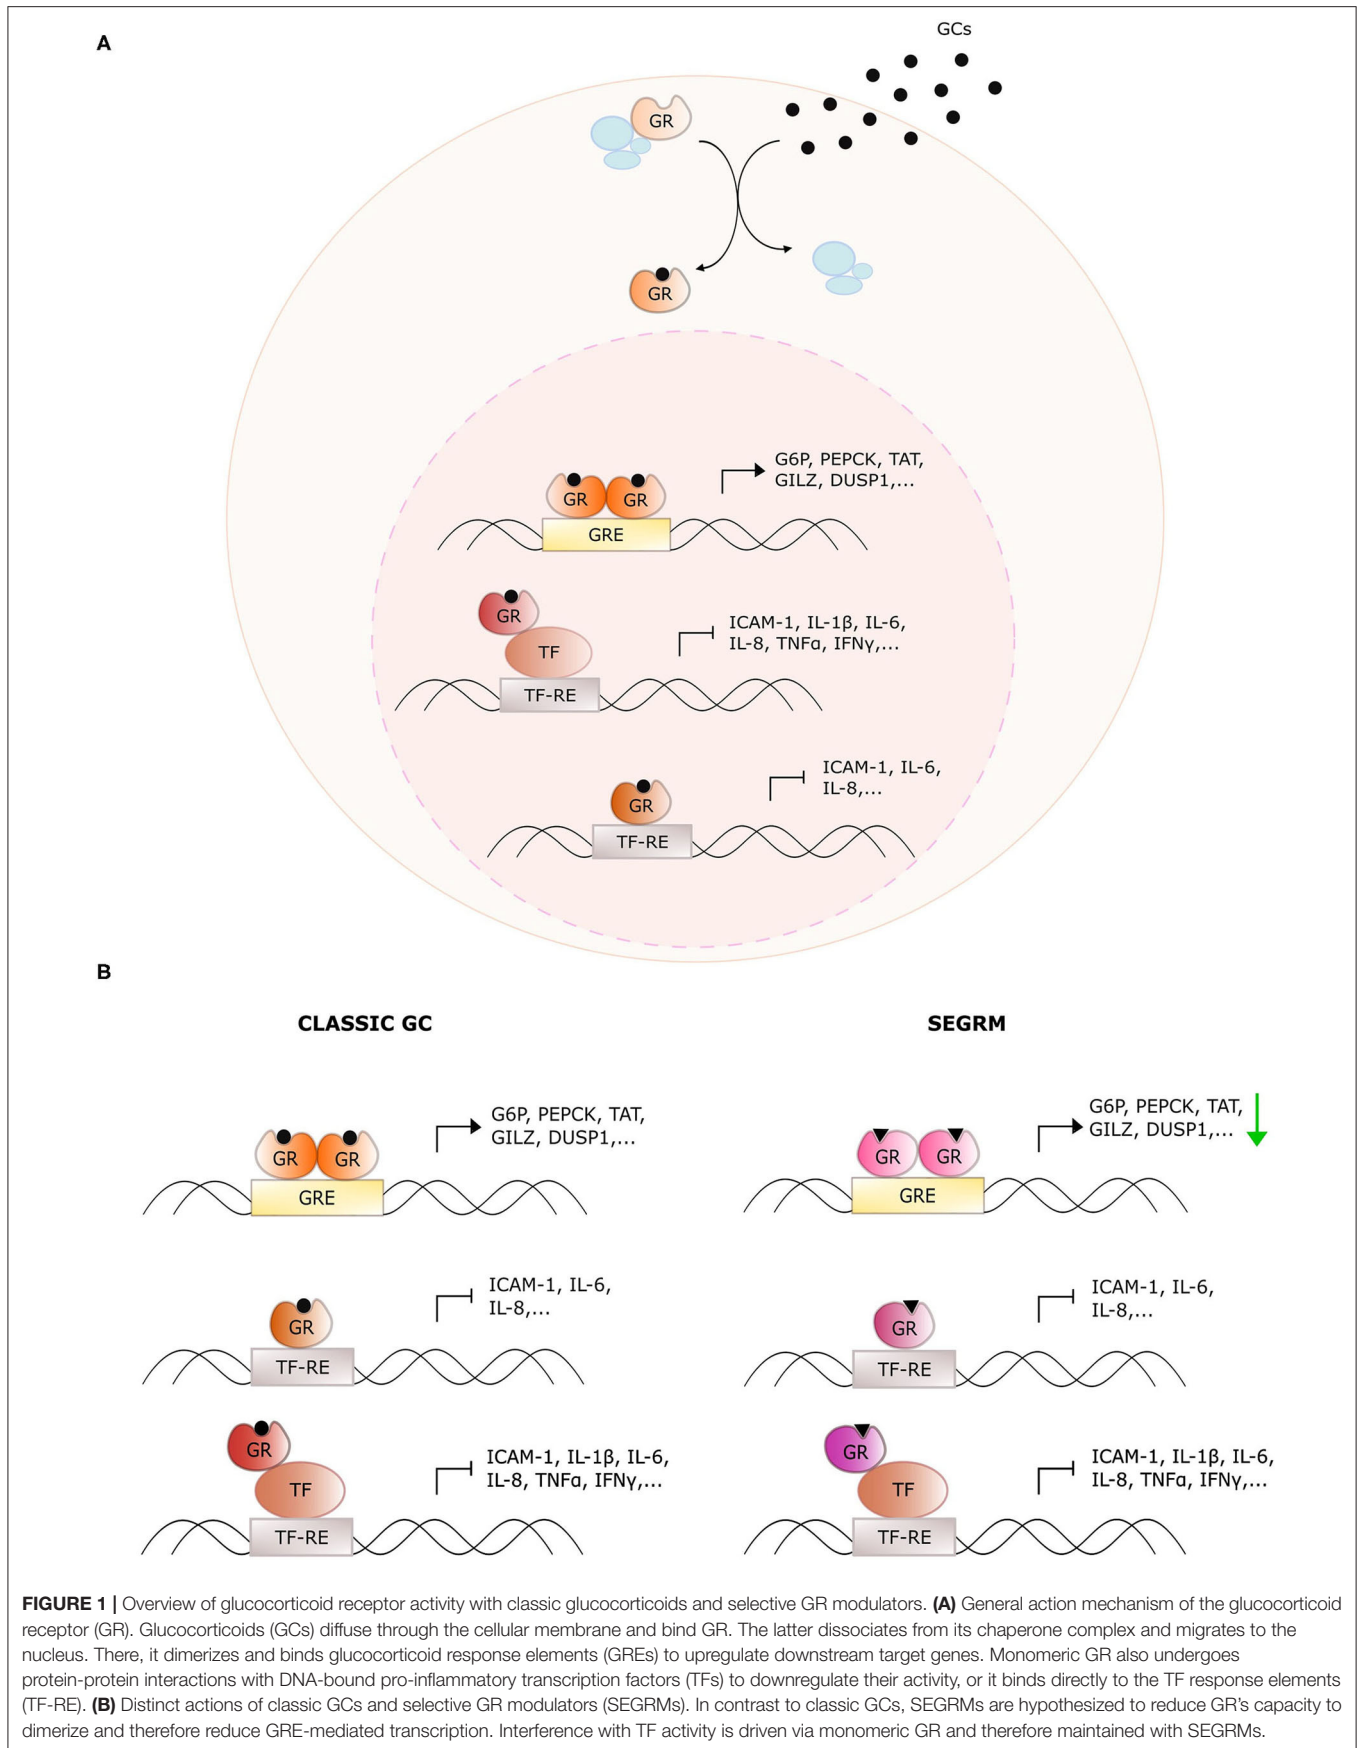 A
GCs
GR
GR
G6P, PEPCK, TAT,
GILZ, DUSP1,...
GR GR
GRE
GR
ICAM-1, IL-1β, IL-6,
IL-8, TNFα, IFNγ,...
TF
TF-RE
ICAM-1, IL-6,
IL-8,...
GR
TF-RE
B
CLASSIC GC
G6P, PEPCK, TAT,
GILZ, DUSP1,...
GR GR
GRE
ICAM-1, IL-6,
IL-8,...
GR
TF-RE
GR
ICAM-1, IL-1β, IL-6,
IL-8, TNFα, IFNγ,...
TF
TF-RE
SEGRM
G6P, PEPCK, TAT,
GILZ, DUSP1,...
GR GR
GRE
ICAM-1, IL-6,
IL-8,...
GR
TF-RE
GR
ICAM-1, IL-1β, IL-6,
IL-8, TNFα, IFNγ,...
TF
TF-RE
FIGURE 1 | Overview of glucocorticoid receptor activity with classic glucocorticoids and selective GR modulators. (A) General action mechanism of the glucocorticoid
receptor (GR). Glucocorticoids (GCs) diffuse through the cellular membrane and bind GR. The latter dissociates from its chaperone complex and migrates to the
nucleus. There, it dimerizes and binds glucocorticoid response elements (GREs) to upregulate downstream target genes. Monomeric GR also undergoes
protein-protein interactions with DNA-bound pro-inflammatory transcription factors (TFs) to downregulate their activity, or it binds directly to the TF response elements
(TF-RE). (B) Distinct actions of classic GCs and selective GR modulators (SEGRMs). In contrast to classic GCs, SEGRMs are hypothesized to reduce GR's capacity to
dimerize and therefore reduce GRE-mediated transcription. Interference with TF activity is driven via monomeric GR and therefore maintained with SEGRMs.